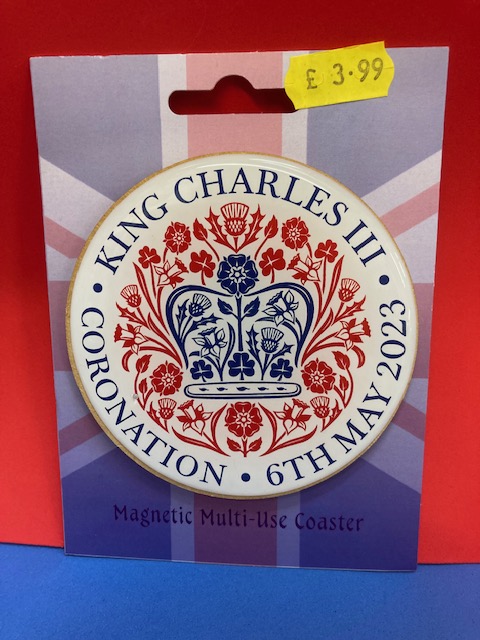 £ 3.99
KING CHARLES III •
CORONATION • 6TH MAY 2023 •
Magnetic Multi-Use Coaster